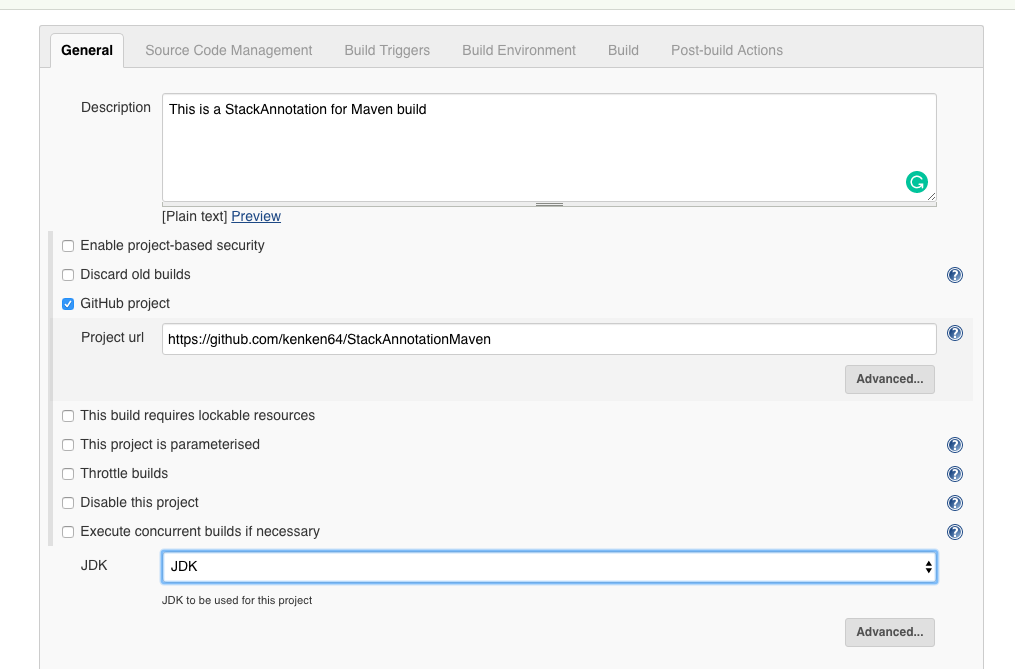 General Source Code Management Build Triggers Build Environment Build Post-build Actions
Description This is a StackAnnotation for Maven build
[Plain text] Preview
Enable project-based security
Discard old builds
GitHub project
Project url https://github.com/kenken64/StackAnnotationMaven
Advanced...
This build requires lockable resources
This project is parameterised
Throttle builds
Disable this project
Execute concurrent builds if necessary
JDK JDK
JDK to be used for this project
Advanced...